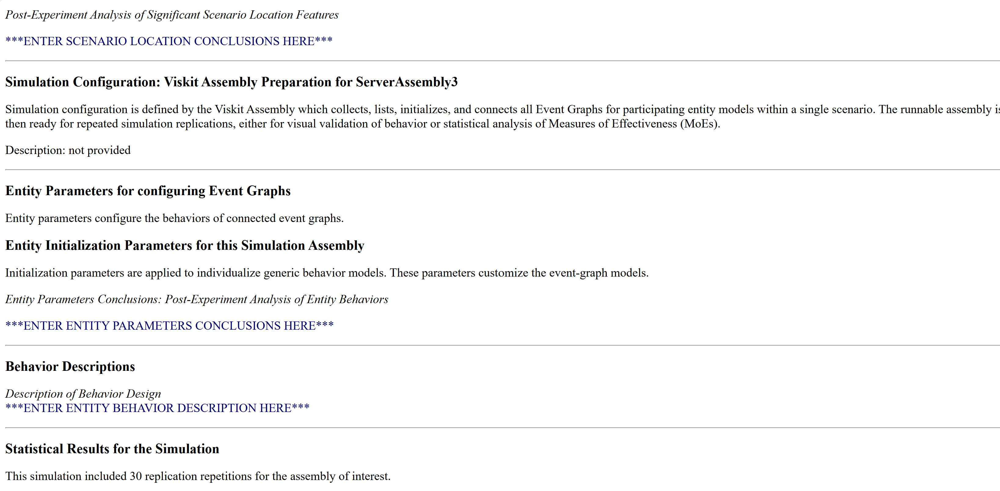 Post-Experiment Analysis of Significant Scenario Location Features
***ENTER SCENARIO LOCATION CONCLUSIONS HERE***
Simulation Configuration: Viskit Assembly Preparation for ServerAssembly3
Simulation configuration is defined by the Viskit Assembly which collects, lists, initializes, and connects all Event Graphs for participating entity models within a single scenario. The runnable assembly is
then ready for repeated simulation replications, either for visual validation of behavior or statistical analysis of Measures of Effectiveness (MoEs).
Description: not provided
Entity Parameters for configuring Event Graphs
Entity parameters configure the behaviors of connected event graphs.
Entity Initialization Parameters for this Simulation Assembly
Initialization parameters are applied to individualize generic behavior models. These parameters customize the event-graph models.
Entity Parameters Conclusions: Post-Experiment Analysis of Entity Behaviors
***ENTER ENTITY PARAMETERS CONCLUSIONS HERE***
Behavior Descriptions
Description of Behavior Design
***ENTER ENTITY BEHAVIOR DESCRIPTION HERE***
Statistical Results for the Simulation
This simulation included 30 replication repetitions for the assembly of interest.